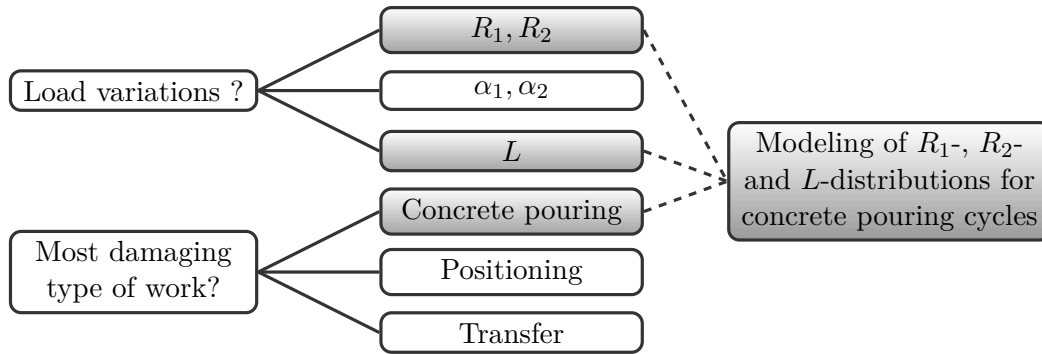 Load variations ?
R₁, R₂
α₁, α₂
L
Most damaging
type of work?
Concrete pouring
Positioning
Transfer
Modeling of R₁-, R₂-
and L-distributions for
concrete pouring cycles